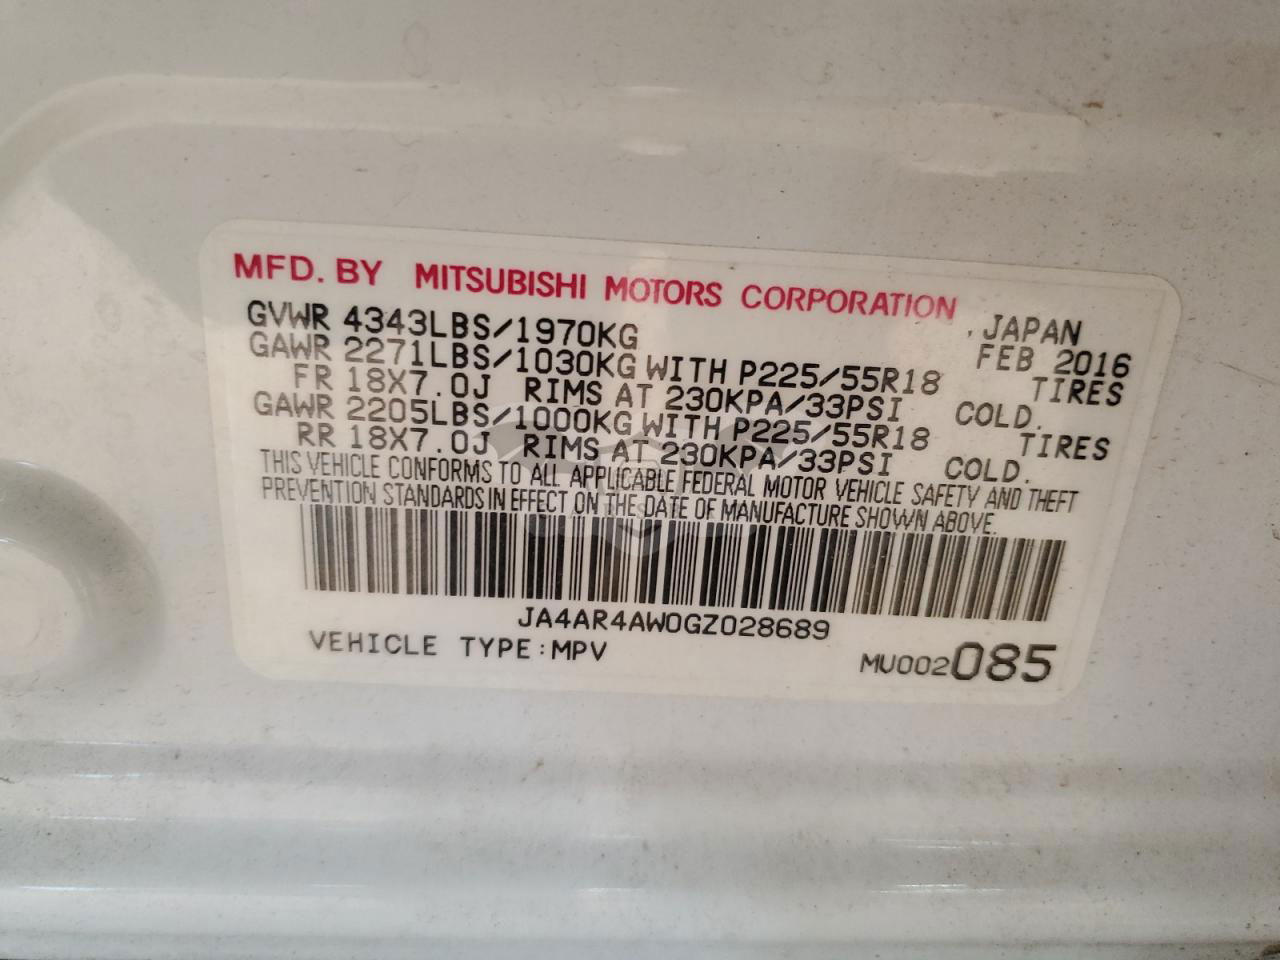 MFD. BY MITSUBISHI MOTORS CORPORATION , JAPAN
GVWR 4343LBS/1970KG FEB 2016
GAWR 2271LBS/1030KG WITH P225/55R18 TIRES
FR 18X7.0J RIMS AT 230KPA/33PSI COLD.
GAWR 2205LBS/1000KG WITH P225/55R18 TIRES
RR 18X7.0J RIMS AT 230KPA/33PSI COLD.
THIS VEHICLE CONFORMS TO ALL APPLICABLE FEDERAL MOTOR VEHICLE SAFETY AND THEFT
PREVENTION STANDARDS IN EFFECT ON THE DATE OF MANUFACTURE SHOWN ABOVE.
JA4AR4AW0GZ028689
VEHICLE TYPE:MPV MU002085